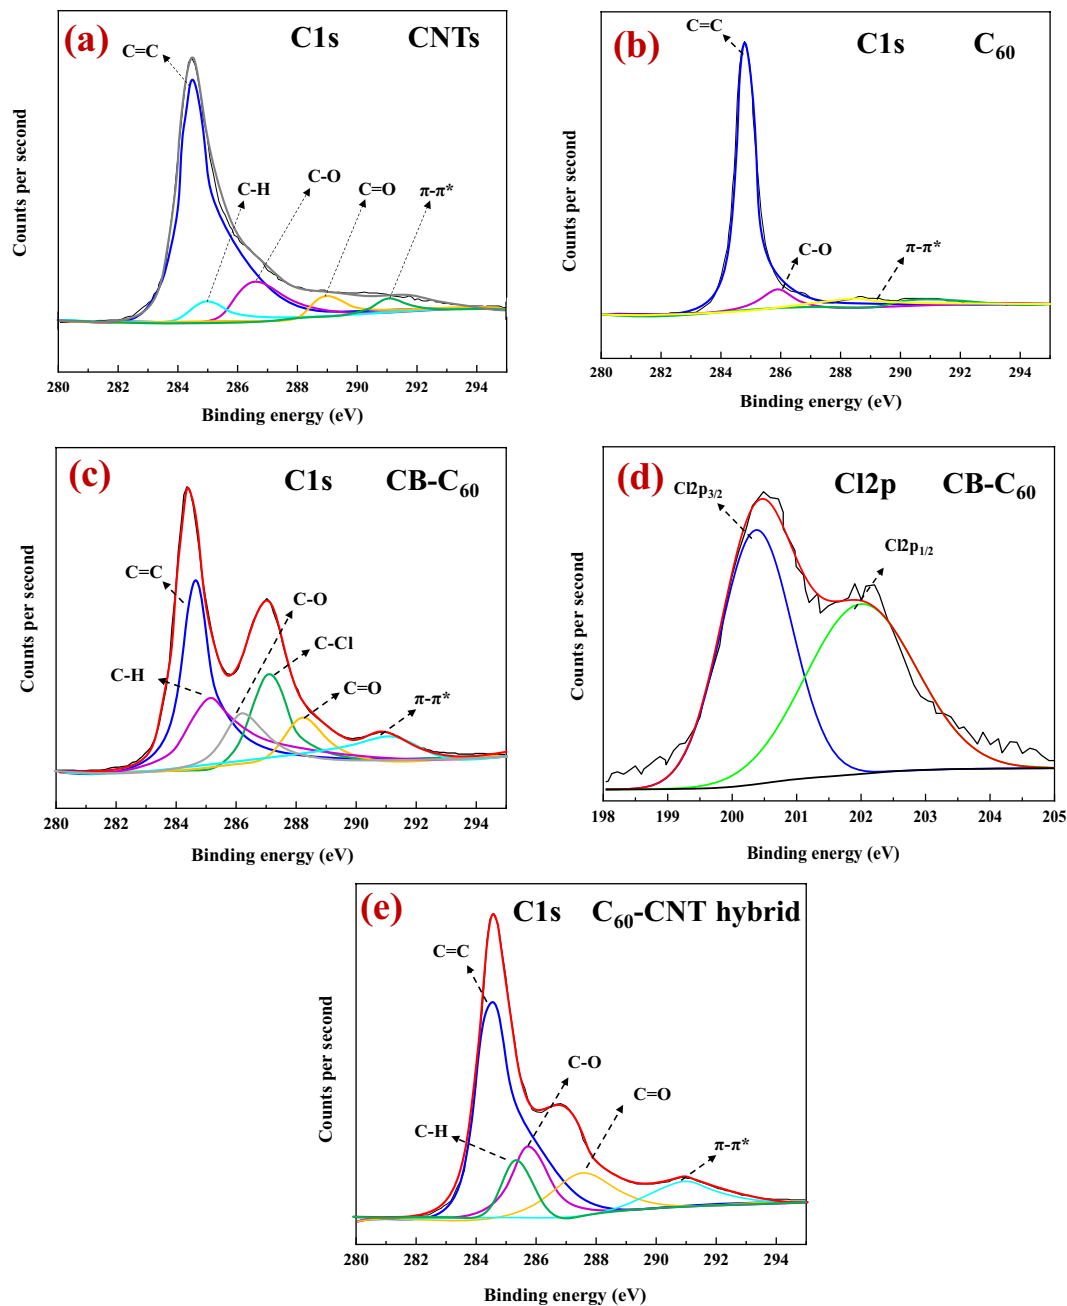 (a) C1s CNTs
C=C
C-H
C-O
C=O
π-π*
Counts per second
280 282 284 286 288 290 292 294
Binding energy (eV)
(b) C1s C60
C=C
C-O
π-π*
Counts per second
280 282 284 286 288 290 292 294
Binding energy (eV)
(c) C1s CB-C60
C=C
C-O
C-Cl
C-H
C=O
π-π*
Counts per second
280 282 284 286 288 290 292 294
Binding energy (eV)
(d) Cl2p CB-C60
Cl2p3/2
Cl2p1/2
Counts per second
198 199 200 201 202 203 204 205
Binding energy (eV)
(e) C1s C60-CNT hybrid
C=C
C-O
C=O
C-H
π-π*
Counts per second
280 282 284 286 288 290 292 294
Binding energy (eV)